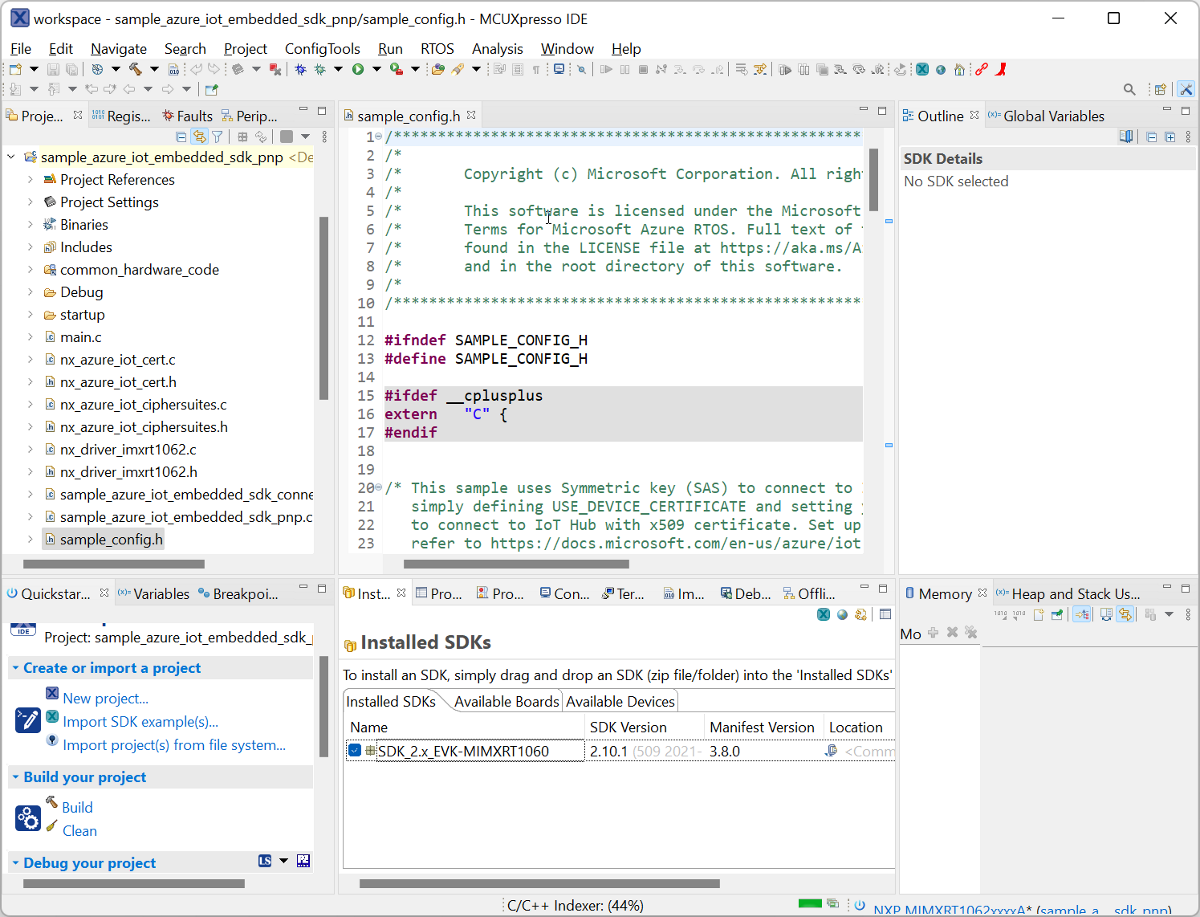 workspace - sample_azure_iot_embedded_sdk_pnp/sample_config.h - MCUXpresso IDE
File Edit Navigate Search Project ConfigTools Run RTOS Analysis Window Help
Proje... Regis... Faults Perip...
sample_azure_iot_embedded_sdk_pnp <De
Project References
Project Settings
Binaries
Includes
common_hardware_code
Debug
startup
main.c
nx_azure_iot_cert.c
nx_azure_iot_cert.h
nx_azure_iot_ciphersuites.c
nx_azure_iot_ciphersuites.h
nx_driver_imxrt1062.c
nx_driver_imxrt1062.h
sample_azure_iot_embedded_sdk_conne
sample_azure_iot_embedded_sdk_pnp.c
sample_config.h
sample_config.h
1 /******************************************************
2 /*
3 /* Copyright (c) Microsoft Corporation. All righ
4 /*
5 /* This software is licensed under the Microsoft
6 /* Terms for Microsoft Azure RTOS. Full text of
7 /* found in the LICENSE file at https://aka.ms/A
8 /* and in the root directory of this software.
9 /*
10 /******************************************************
11
12 #ifndef SAMPLE_CONFIG_H
13 #define SAMPLE_CONFIG_H
14
15 #ifdef __cplusplus
16 extern "C" {
17 #endif
18
19
20 /* This sample uses Symmetric key (SAS) to connect to
21 simply defining USE_DEVICE_CERTIFICATE and setting
22 to connect to IoT Hub with x509 certificate. Set up
23 refer to https://docs.microsoft.com/en-us/azure/iot
Outline Global Variables
SDK Details
No SDK selected
Quickstar... Variables Breakpoi...
IDE
Project: sample_azure_iot_embedded_sdk_
Create or import a project
New project...
Import SDK example(s)...
Import project(s) from file system...
Build your project
Build
Clean
Debug your project
LS
Inst... Pro... Pro... Con... Ter... Im... Deb... Offli...
Installed SDKs
To install an SDK, simply drag and drop an SDK (zip file/folder) into the 'Installed SDKs'
Installed SDKs Available Boards Available Devices
Name SDK Version Manifest Version Location
SDK_2.x_EVK-MIMXRT1060 2.10.1 (509 2021- 3.8.0 <Comm
Memory Heap and Stack Us...
Mo
C/C++ Indexer: (44%)
NXP MIMXRT1062xxxxA* (sample_a... sdk_pnp)